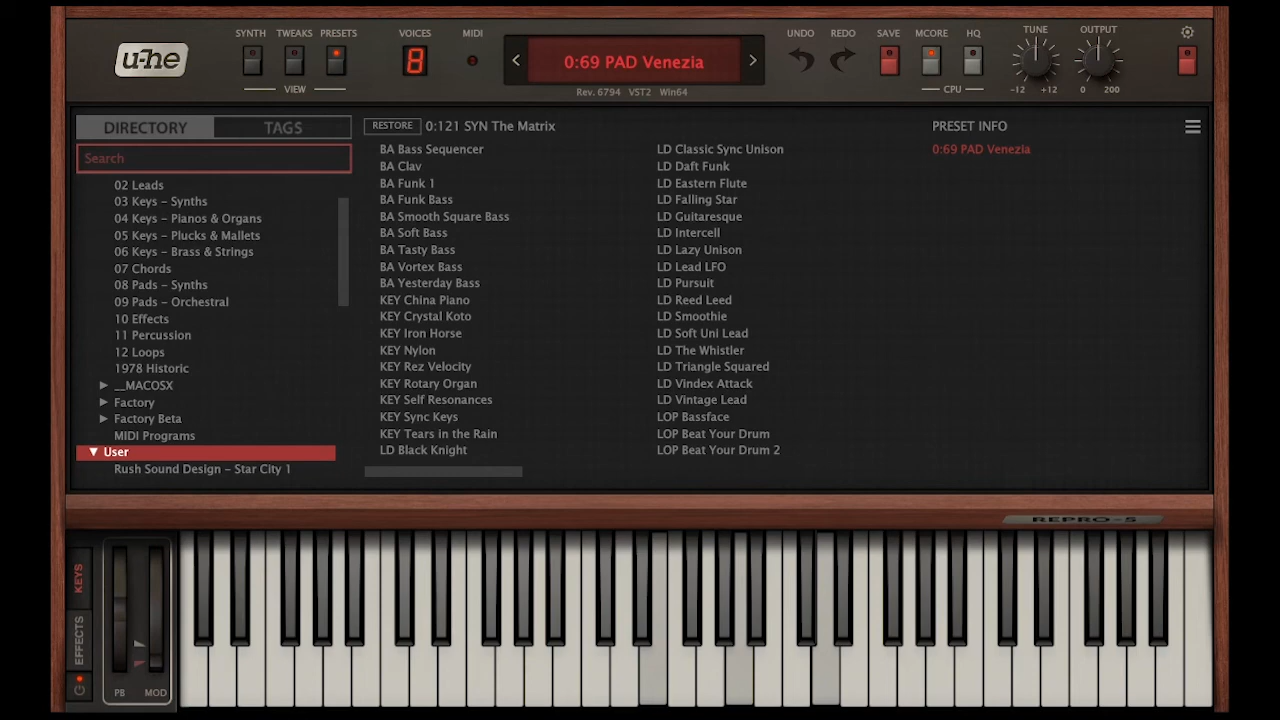 u-he
SYNTH TWEAKS PRESETS
VIEW
VOICES
8
MIDI
< 0:69 PAD Venezia >
Rev. 6794 VST2 Win64
UNDO REDO SAVE MCORE HQ
CPU
TUNE
-12 +12
OUTPUT
0 200
DIRECTORY TAGS
Search
02 Leads
03 Keys - Synths
04 Keys - Pianos & Organs
05 Keys - Plucks & Mallets
06 Keys - Brass & Strings
07 Chords
08 Pads - Synths
09 Pads - Orchestral
10 Effects
11 Percussion
12 Loops
1978 Historic
__MACOSX
Factory
Factory Beta
MIDI Programs
User
Rush Sound Design - Star City 1
RESTORE 0:121 SYN The Matrix
BA Bass Sequencer
BA Clav
BA Funk 1
BA Funk Bass
BA Smooth Square Bass
BA Soft Bass
BA Tasty Bass
BA Vortex Bass
BA Yesterday Bass
KEY China Piano
KEY Crystal Koto
KEY Iron Horse
KEY Nylon
KEY Rez Velocity
KEY Rotary Organ
KEY Self Resonances
KEY Sync Keys
KEY Tears in the Rain
LD Black Knight
LD Classic Sync Unison
LD Daft Funk
LD Eastern Flute
LD Falling Star
LD Guitaresque
LD Intercell
LD Lazy Unison
LD Lead LFO
LD Pursuit
LD Reed Leed
LD Smoothie
LD Soft Uni Lead
LD The Whistler
LD Triangle Squared
LD Vindex Attack
LD Vintage Lead
LOP Bassface
LOP Beat Your Drum
LOP Beat Your Drum 2
PRESET INFO
0:69 PAD Venezia
REPRO-5
KEYS
EFFECTS
PB MOD